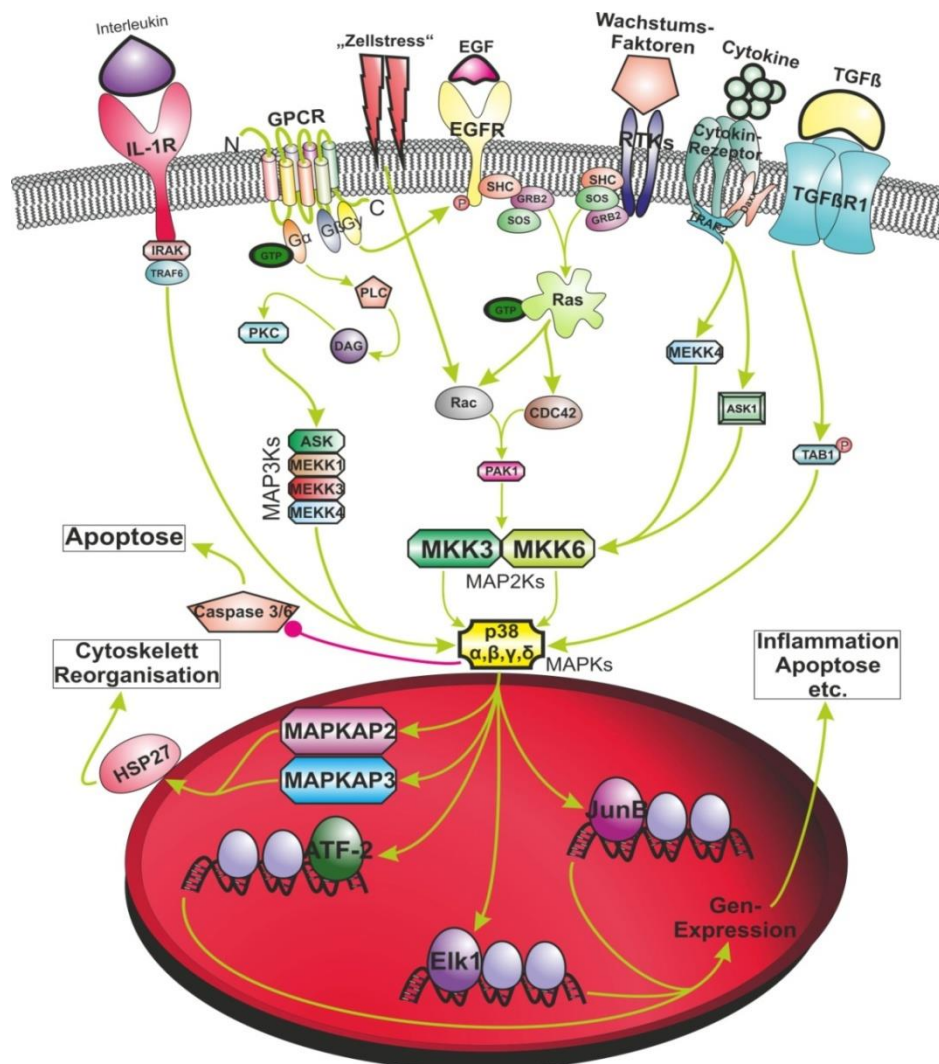 Interleukin
„Zellstress“
EGF
Wachstums-
Faktoren
Cytokine
TGFß
IL-1R
N
GPCR
EGFR
RTKs
Cytokin-
Rezeptor
TGFßR1
C
Gα
Gß
Gγ
GTP
P
SHC
GRB2
SOS
SHC
SOS
GRB2
TRAF2
Daxx
IRAK
TRAF6
PLC
PKC
DAG
GTP
Ras
MEKK4
Rac
CDC42
ASK1
MAP3Ks
ASK
MEKK1
MEKK3
MEKK4
PAK1
TAB1
P
Apoptose
MKK3
MKK6
MAP2Ks
Caspase 3/6
p38
α,β,γ,δ
MAPKs
Cytoskelett
Reorganisation
Inflammation
Apoptose
etc.
HSP27
MAPKAP2
MAPKAP3
JunB
ATF-2
Gen-
Expression
Elk1